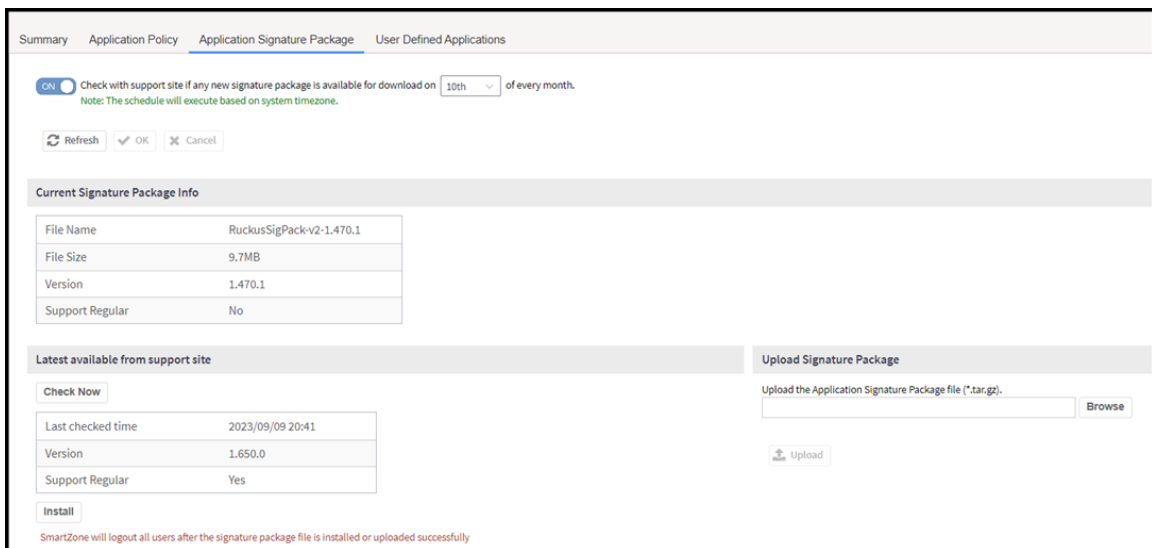 Summary Application Policy Application Signature Package User Defined Applications
ON Check with support site if any new signature package is available for download on 10th of every month.
Note: The schedule will execute based on system timezone.
Refresh OK Cancel
Current Signature Package Info
File Name RuckusSigPack-v2-1.470.1
File Size 9.7MB
Version 1.470.1
Support Regular No
Latest available from support site
Check Now
Last checked time 2023/09/09 20:41
Version 1.650.0
Support Regular Yes
Install
SmartZone will logout all users after the signature package file is installed or uploaded successfully
Upload Signature Package
Upload the Application Signature Package file (*.tar.gz).
Browse
Upload